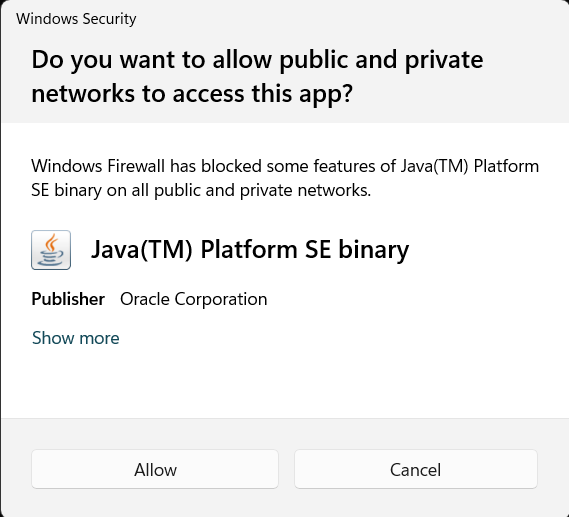 Windows Security
Do you want to allow public and private
networks to access this app?
Windows Firewall has blocked some features of Java(TM) Platform
SE binary on all public and private networks.
Java(TM) Platform SE binary
Publisher Oracle Corporation
Show more
Allow Cancel